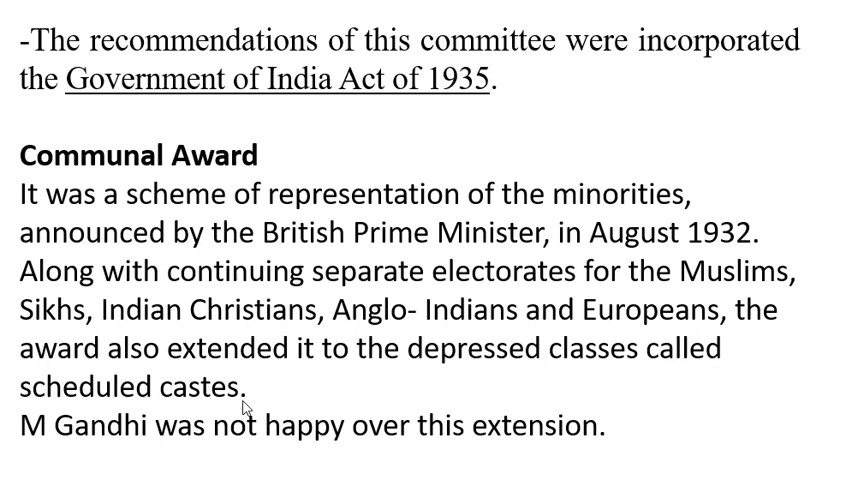 -The recommendations of this committee were incorporated
the Government of India Act of 1935.
Communal Award
It was a scheme of representation of the minorities,
announced by the British Prime Minister, in August 1932.
Along with continuing separate electorates for the Muslims,
Sikhs, Indian Christians, Anglo- Indians and Europeans, the
award also extended it to the depressed classes called
scheduled castes.
M Gandhi was not happy over this extension.